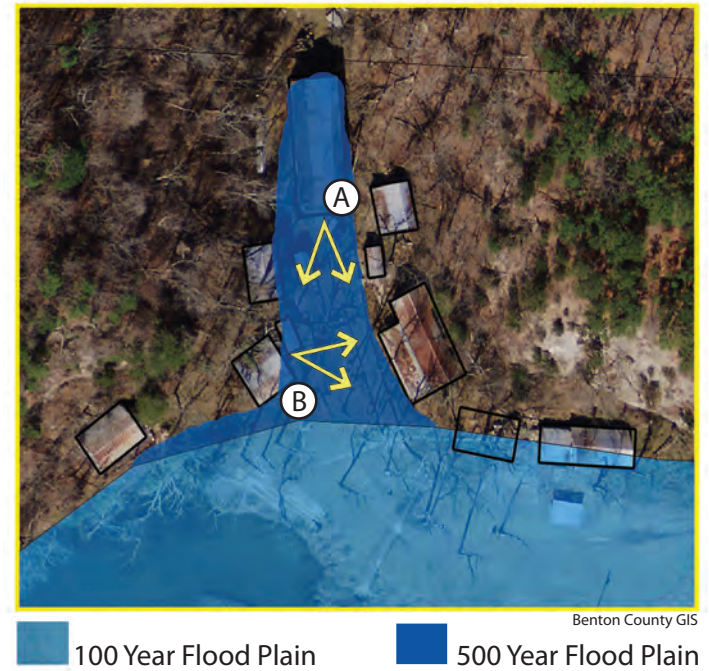 A
B
Benton County GIS
100 Year Flood Plain
500 Year Flood Plain